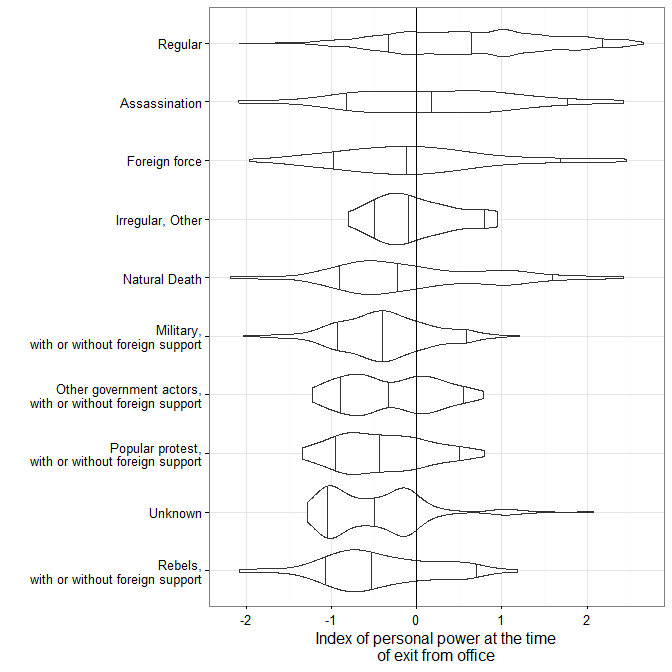 Regular
Assassination
Foreign force
Irregular, Other
Natural Death
Military,
with or without foreign support
Other government actors,
with or without foreign support
Popular protest,
with or without foreign support
Unknown
Rebels,
with or without foreign support
-2 -1 0 1 2
Index of personal power at the time
of exit from office